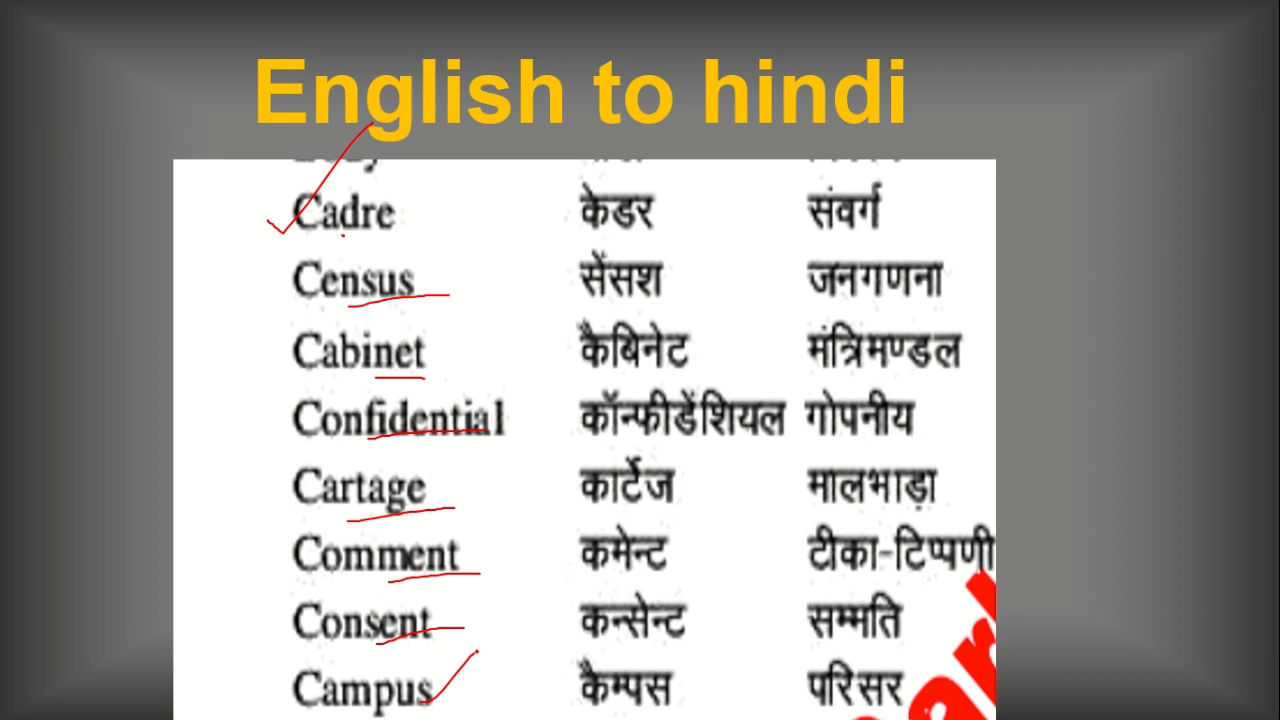 English to hindi
Cadre केडर संवर्ग
Census सेंसश जनगणना
Cabinet कैबिनेट मंत्रिमण्डल
Confidential कॉन्फीडेंशियल गोपनीय
Cartage कार्टेज मालभाड़ा
Comment कमेन्ट टीका-टिप्पणी
Consent कन्सेन्ट सम्मति
Campus कैम्पस परिसर